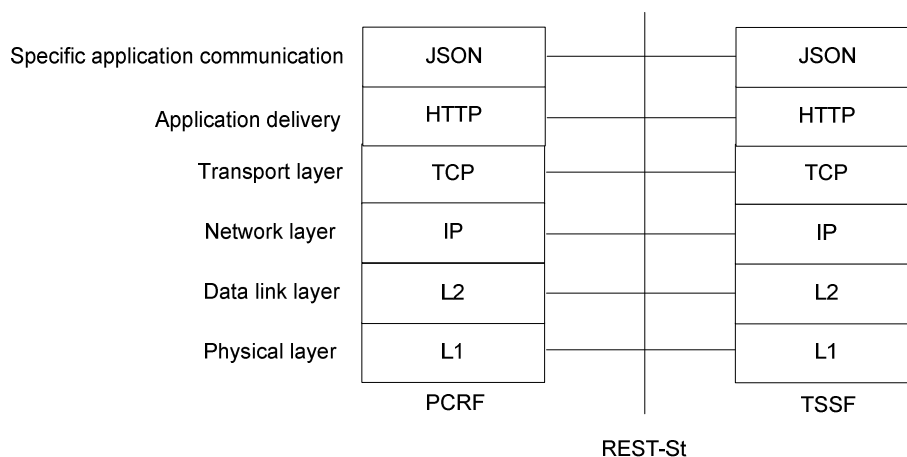 Specific application communication JSON JSON
Application delivery HTTP HTTP
Transport layer TCP TCP
Network layer IP IP
Data link layer L2 L2
Physical layer L1 L1
PCRF TSSF
REST-St